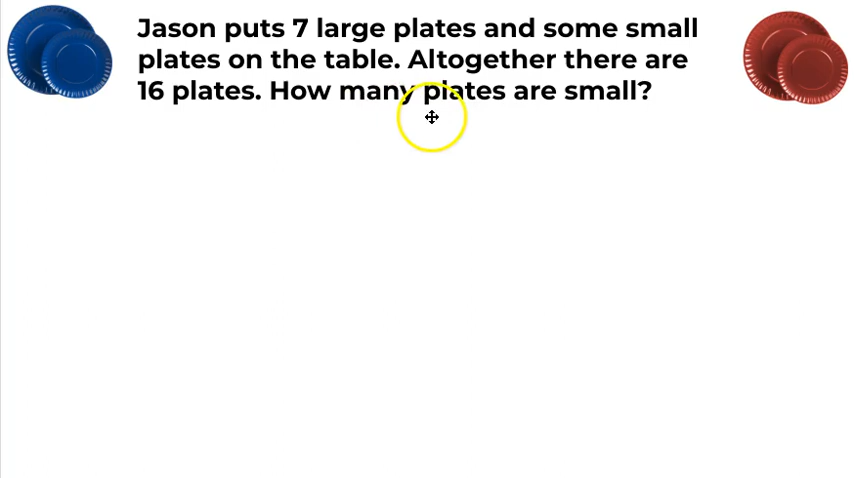 Jason puts 7 large plates and some small
plates on the table. Altogether there are
16 plates. How many plates are small?